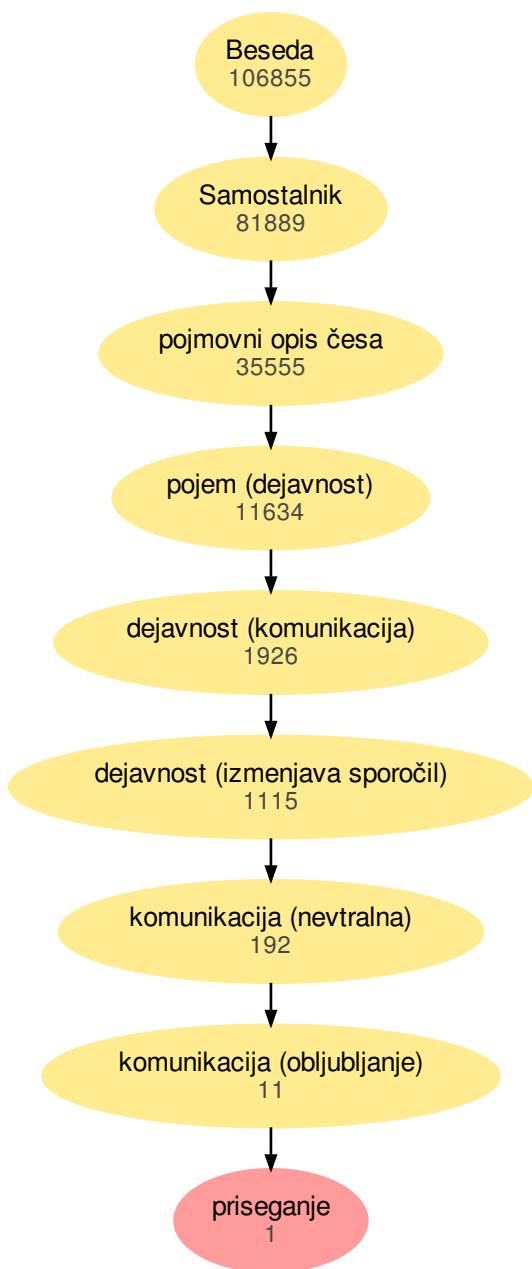 Beseda
106855
Samostalnik
81889
pojmovni opis česa
35555
pojem (dejavnost)
11634
dejavnost (komunikacija)
1926
dejavnost (izmenjava sporočil)
1115
komunikacija (nevtralna)
192
komunikacija (obljubljanje)
11
priseganje
1